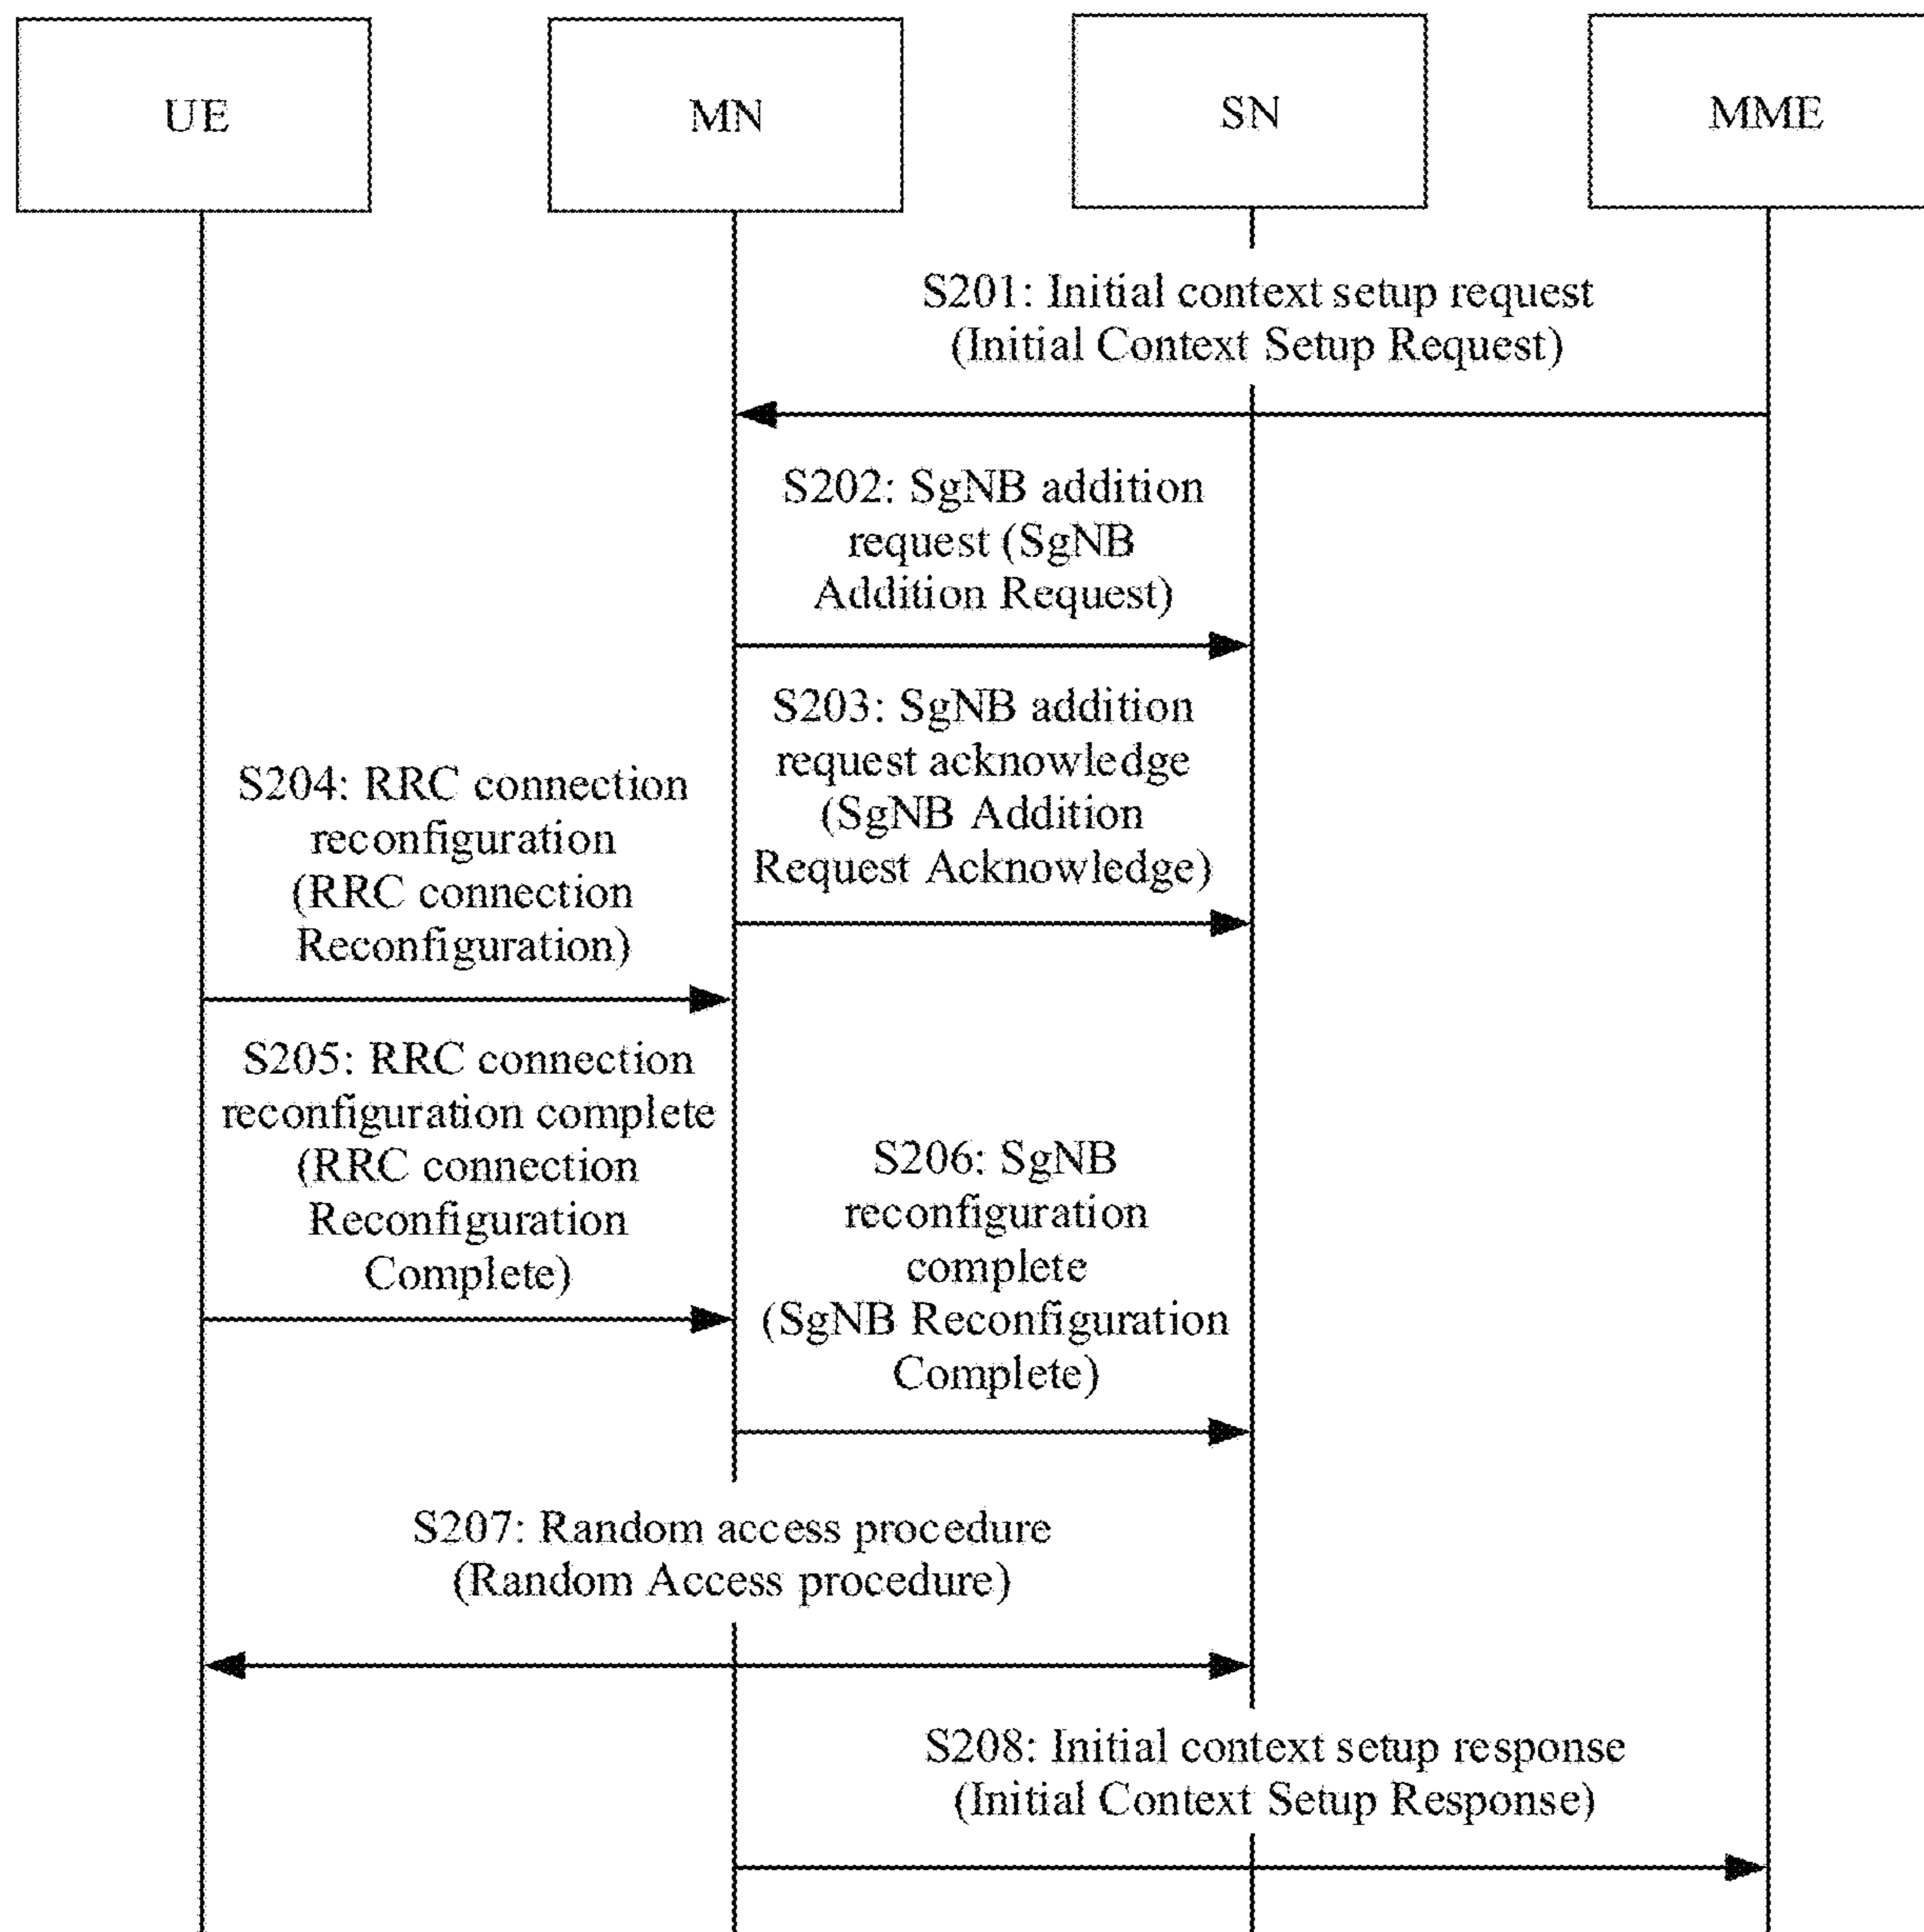 UE
MN
SN
MME
S201: Initial context setup request
(Initial Context Setup Request)
S202: SgNB addition
request (SgNB
Addition Request)
S203: SgNB addition
request acknowledge
(SgNB Addition
Request Acknowledge)
S204: RRC connection
reconfiguration
(RRC connection
Reconfiguration)
S205: RRC connection
reconfiguration complete
(RRC connection
Reconfiguration
Complete)
S206: SgNB
reconfiguration
complete
(SgNB Reconfiguration
Complete)
S207: Random access procedure
(Random Access procedure)
S208: Initial context setup response
(Initial Context Setup Response)